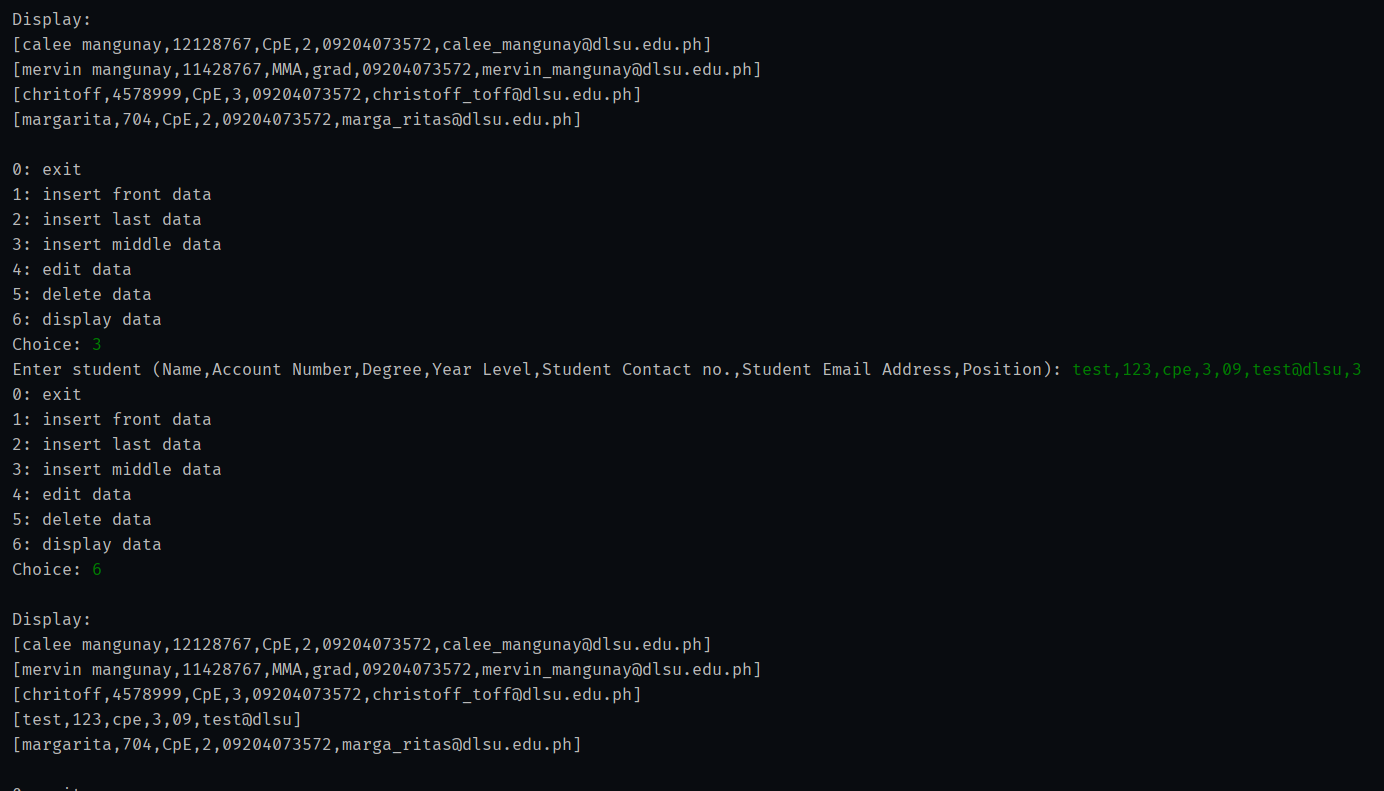 Display:
[calee mangunay,12128767,CpE,2,09204073572,calee_mangunay@dlsu.edu.ph]
[mervin mangunay,11428767,MMA,grad,09204073572,mervin_mangunay@dlsu.edu.ph]
[chritoff,4578999,CpE,3,09204073572,christoff_toff@dlsu.edu.ph]
[margarita,704,CpE,2,09204073572,marga_ritas@dlsu.edu.ph]
0: exit
1: insert front data
2: insert last data
3: insert middle data
4: edit data
5: delete data
6: display data
Choice: 3
Enter student (Name,Account Number,Degree,Year Level,Student Contact no.,Student Email Address,Position): test,123,cpe,3,09,test@dlsu,3
0: exit
1: insert front data
2: insert last data
3: insert middle data
4: edit data
5: delete data
6: display data
Choice: 6
Display:
[calee mangunay,12128767,CpE,2,09204073572,calee_mangunay@dlsu.edu.ph]
[mervin mangunay,11428767,MMA,grad,09204073572,mervin_mangunay@dlsu.edu.ph]
[chritoff,4578999,CpE,3,09204073572,christoff_toff@dlsu.edu.ph]
[test,123,cpe,3,09,test@dlsu]
[margarita,704,CpE,2,09204073572,marga_ritas@dlsu.edu.ph]